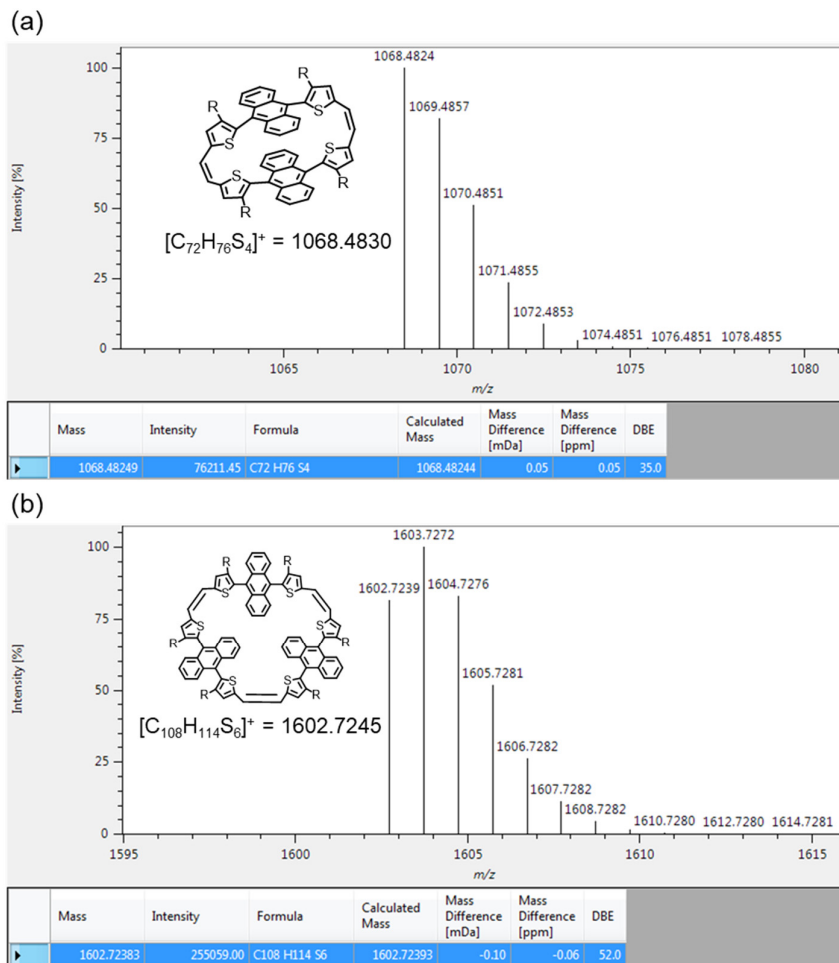 (a)
1068.4824
1069.4857
1070.4851
1071.4855
1072.4853
1074.4851 1076.4851 1078.4855
100
75
50
25
0
Intensity [%]
R
R
S
S
S
S
R
R
[C72H76S4]+ = 1068.4830
1065 1070 1075 1080
m/z
Mass Intensity Formula Calculated Mass Mass Difference [mDa] Mass Difference [ppm] DBE
1068.48249 76211.45 C72 H76 S4 1068.48244 0.05 0.05 35.0
(b)
1603.7272
1602.7239
1604.7276
1605.7281
1606.7282
1607.7282
1608.7282
1610.7280 1612.7280 1614.7281
100
75
50
25
0
Intensity [%]
R
R
S
S
S
S
R
R
S
S
R
R
[C108H114S6]+ = 1602.7245
1595 1600 1605 1610 1615
m/z
Mass Intensity Formula Calculated Mass Mass Difference [mDa] Mass Difference [ppm] DBE
1602.72383 255059.00 C108 H114 S6 1602.72393 -0.10 -0.06 52.0